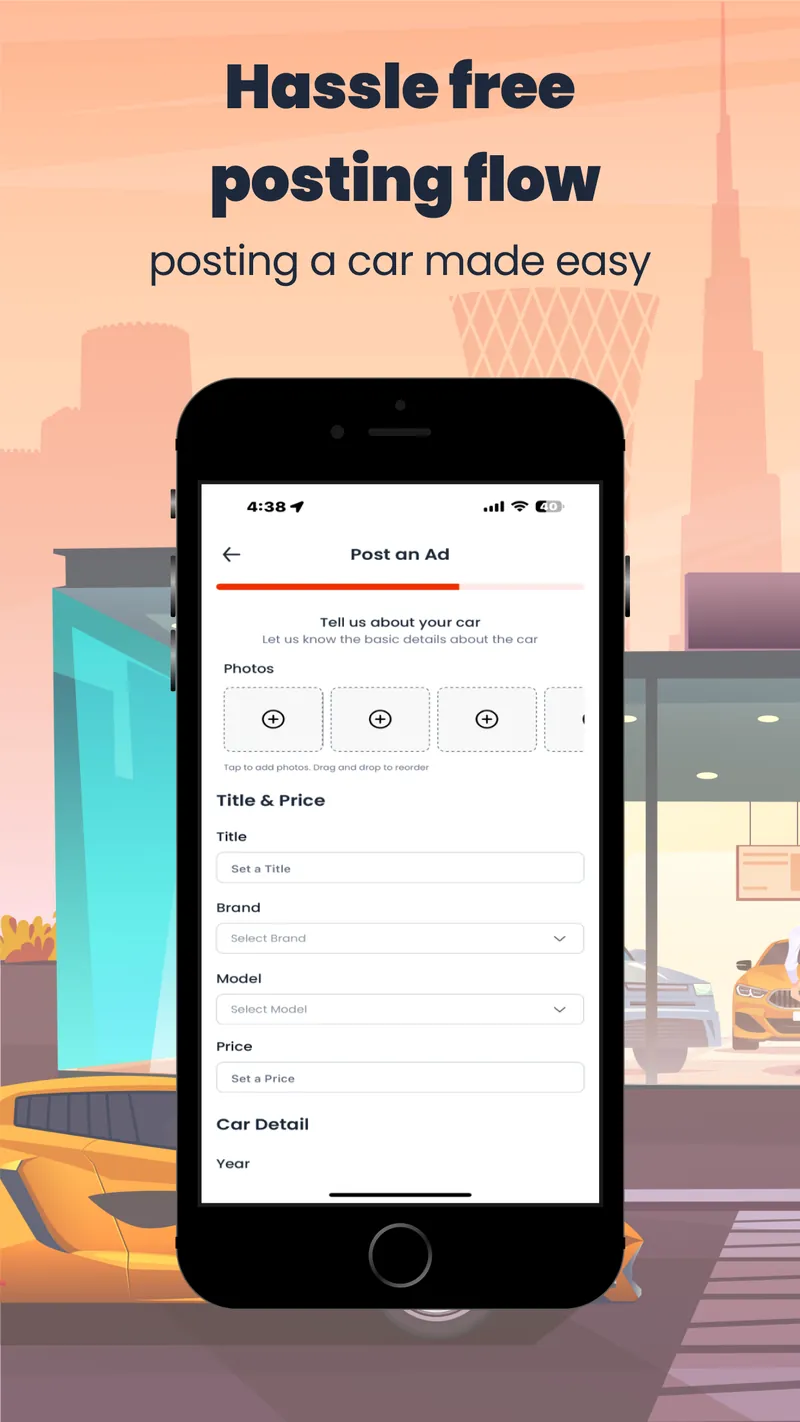 Hassle free
posting flow
posting a car made easy
4:38
40
Post an Ad
Tell us about your car
Let us know the basic details about the car
Photos
Tap to add photos. Drag and drop to reorder
Title & Price
Title
Set a Title
Brand
Select Brand
Model
Select Model
Price
Set a Price
Car Detail
Year